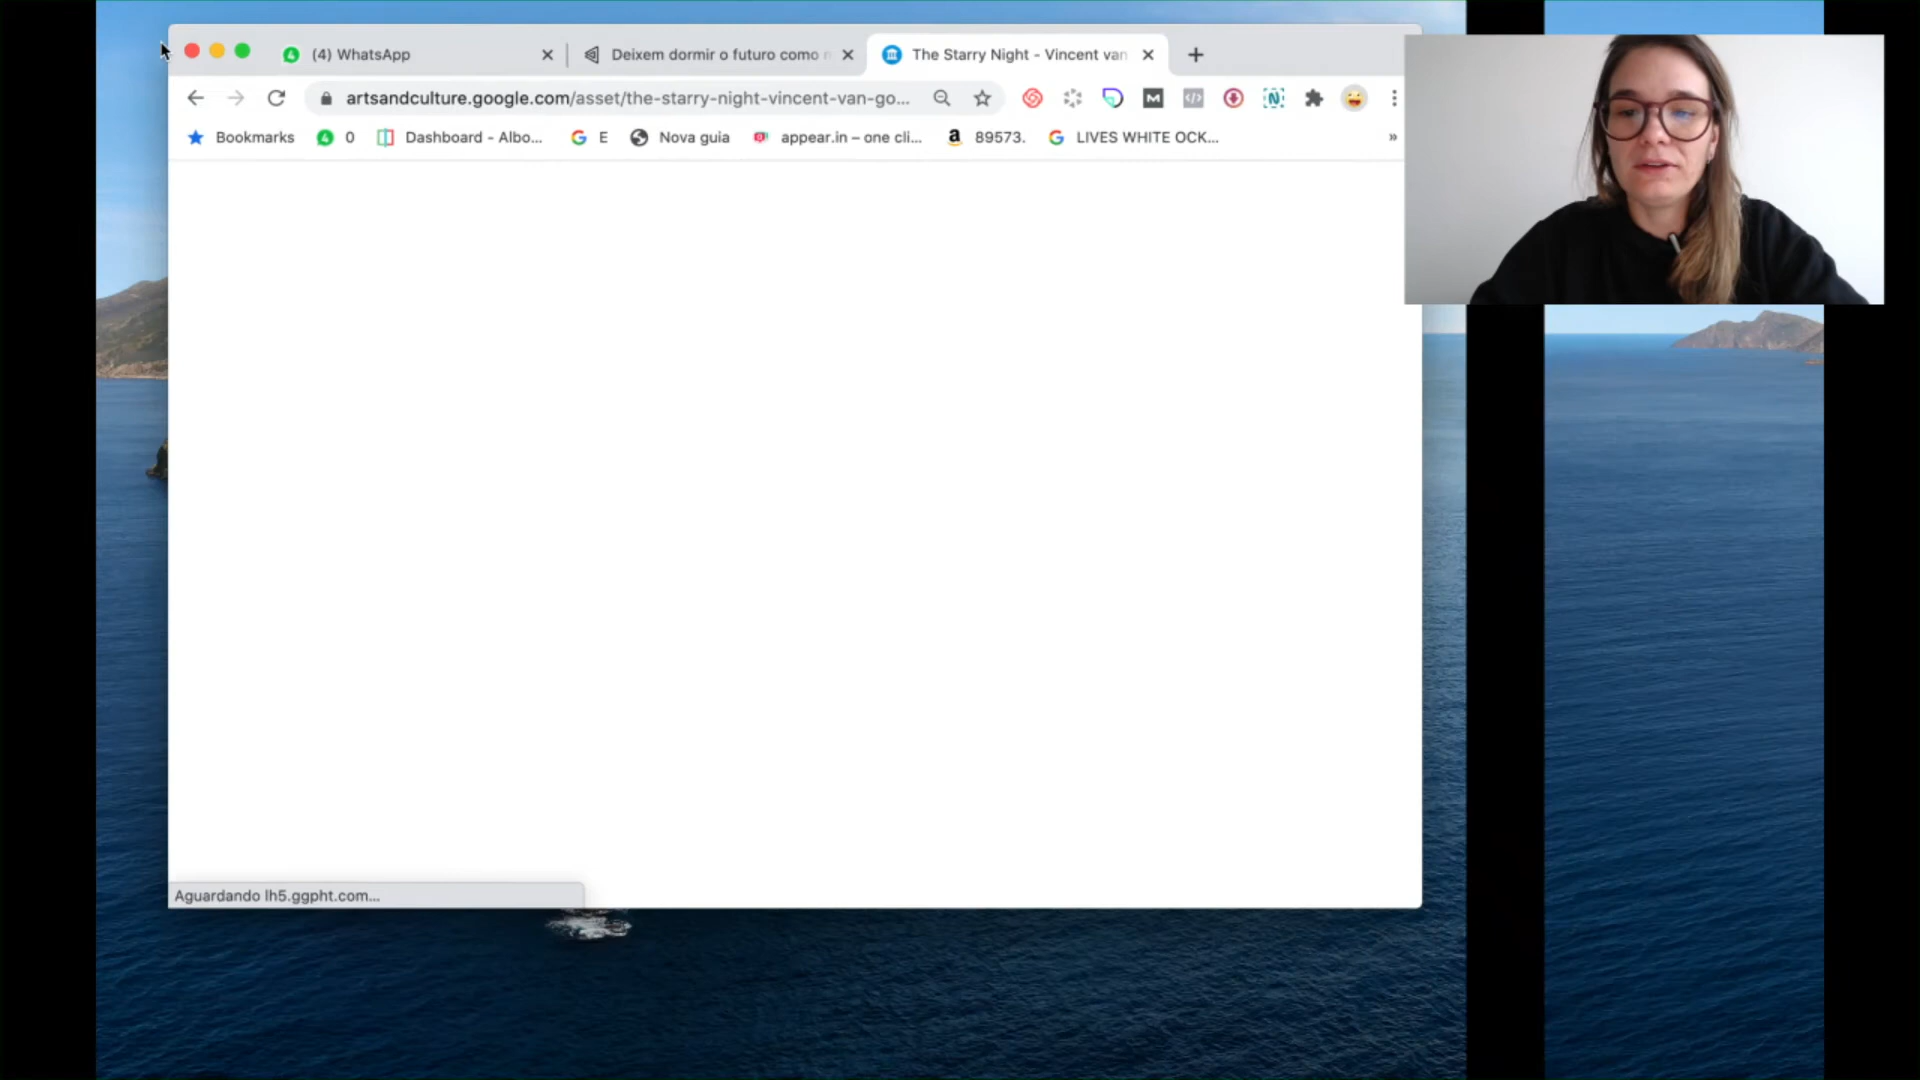 (4) WhatsApp
Deixem dormir o futuro como
The Starry Night - Vincent van
artsandculture.google.com/asset/the-starry-night-vincent-van-go...
Bookmarks 0 Dashboard - Albo... E Nova guia appear.in – one cli... 89573. LIVES WHITE OCK... »
Aguardando lh5.ggpht.com...